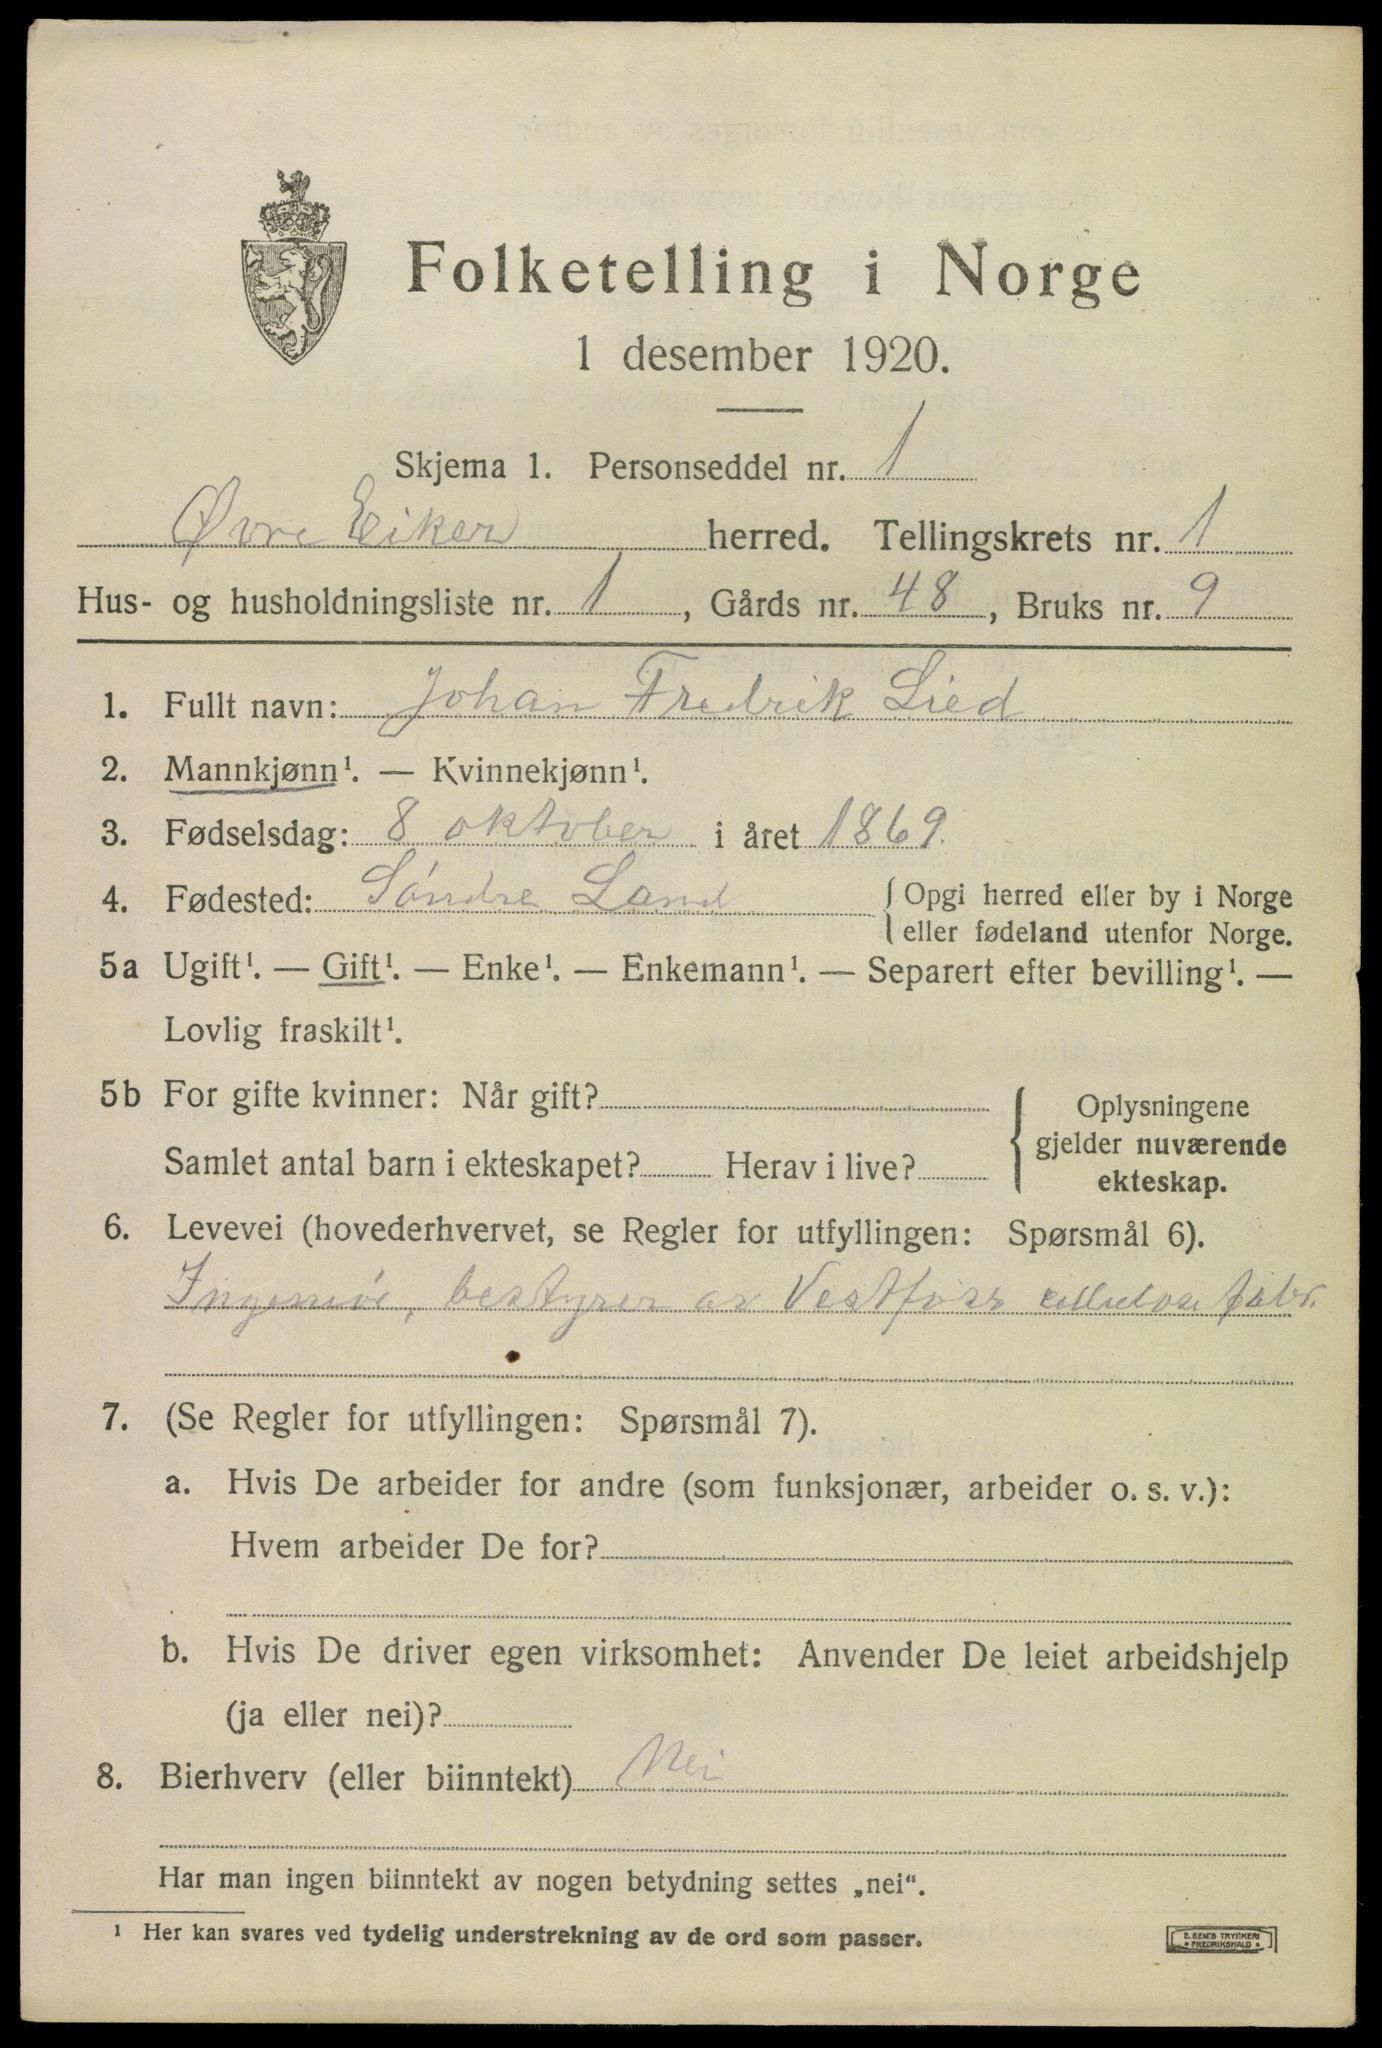 Folketelling i Norge
1 desember 1920.
Skjema 1. Personseddel nr. 1
Øvre Eiker herred. Tellingskrets nr. 1
Hus- og husholdningsliste nr. 1, Gårds nr. 48, Bruks nr. 9
1. Fullt navn: Johan Fredrik Lied
2. Mannkjønn¹. — Kvinnekjønn¹.
3. Fødselsdag: 8 oktober i året 1869.
4. Fødested: Söndre Land { Opgi herred eller by i Norge
eller fødeland utenfor Norge.
5a Ugift¹. — Gift¹. — Enke¹. — Enkemann¹. — Separert efter bevilling¹. —
Lovlig fraskilt¹.
5b For gifte kvinner: Når gift?
Samlet antal barn i ekteskapet? Herav i live?
{ Oplysningene
gjelder nuværende
ekteskap.
6. Levevei (hovederhvervet, se Regler for utfyllingen: Spørsmål 6).
Ingeniör, bestyrer av Vestfoss cellulose fabr.
7. (Se Regler for utfyllingen: Spørsmål 7).
a. Hvis De arbeider for andre (som funksjonær, arbeider o. s. v.):
Hvem arbeider De for?
b. Hvis De driver egen virksomhet: Anvender De leiet arbeidshjelp
(ja eller nei)?
8. Bierhverv (eller biinntekt) Nei
Har man ingen biinntekt av nogen betydning settes „nei“.
¹ Her kan svares ved tydelig understrekning av de ord som passer.
E. SEM'S TRYKKERI
• FREDRIKSHALD •